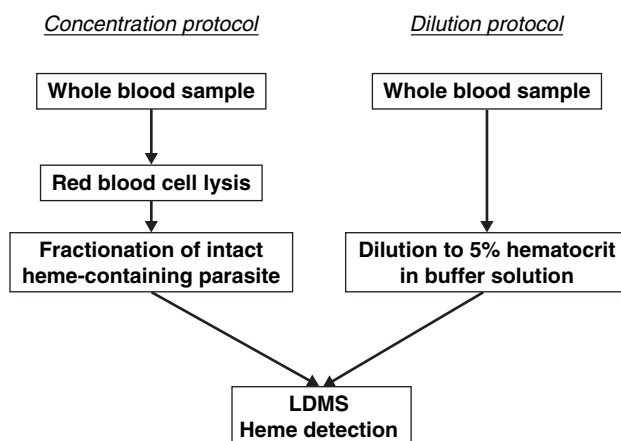 Concentration protocol
Whole blood sample
Red blood cell lysis
Fractionation of intact
heme-containing parasite
Dilution protocol
Whole blood sample
Dilution to 5% hematocrit
in buffer solution
LDMS
Heme detection